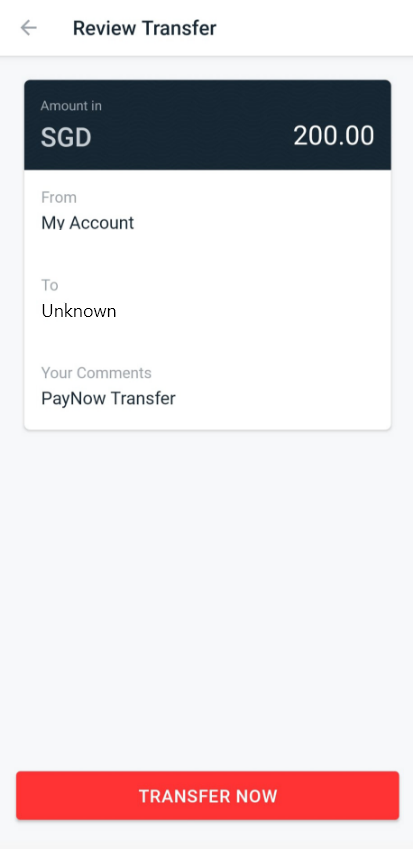 Review Transfer
Amount in
SGD 200.00
From
My Account
To
Unknown
Your Comments
PayNow Transfer
TRANSFER NOW